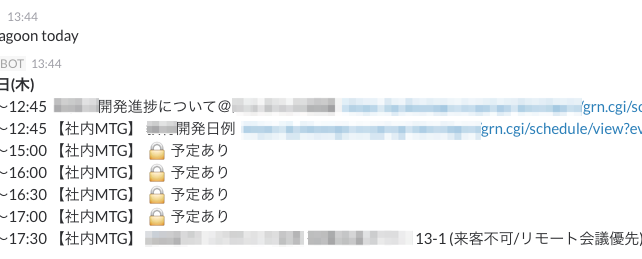 13:44
agoon today
BOT 13:44
日(木)
～12:45 開発進捗について@ /grn.cgi/sc
～12:45 【社内MTG】 開発日例 grn.cgi/schedule/view?ev
～15:00 【社内MTG】 🔒 予定あり
～16:00 【社内MTG】 🔒 予定あり
～16:30 【社内MTG】 🔒 予定あり
～17:00 【社内MTG】 🔒 予定あり
～17:30 【社内MTG】 13-1 (来客不可/リモート会議優先)